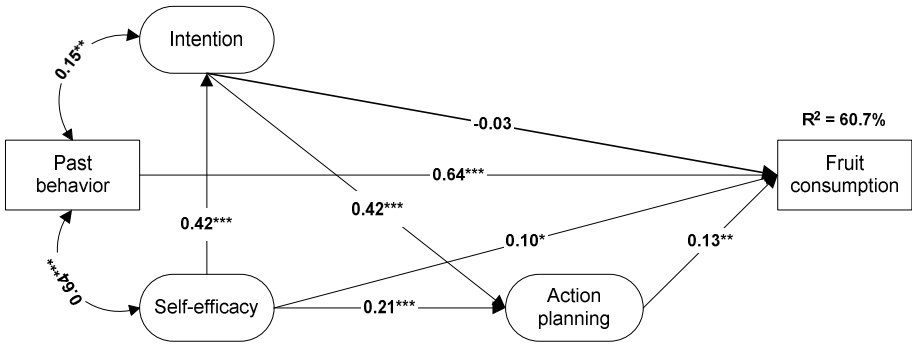 Intention
0.15**
-0.03
R² = 60.7%
Past
behavior
0.64***
Fruit
consumption
0.42***
0.42***
0.10*
0.13**
0.64***
Self-efficacy
0.21***
Action
planning